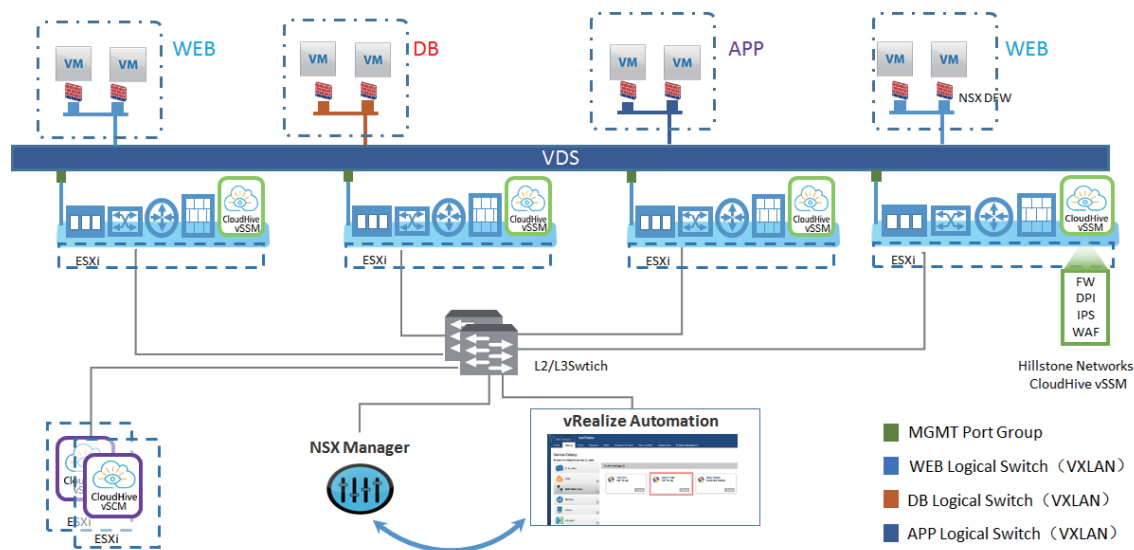 WEB
DB
APP
WEB
VM
VM
VM
VM
VM
VM
VM
VM
NSX DFW
VDS
CloudHive
vSSM
CloudHive
vSSM
CloudHive
vSSM
CloudHive
vSSM
ESXi
ESXi
ESXi
ESXi
FW
DPI
IPS
WAF
L2/L3Swtich
Hillstone Networks
CloudHive vSSM
vRealize Automation
NSX Manager
CloudHive
vSCM
ESXi
ESXi
MGMT Port Group
WEB Logical Switch（VXLAN）
DB Logical Switch（VXLAN）
APP Logical Switch（VXLAN）